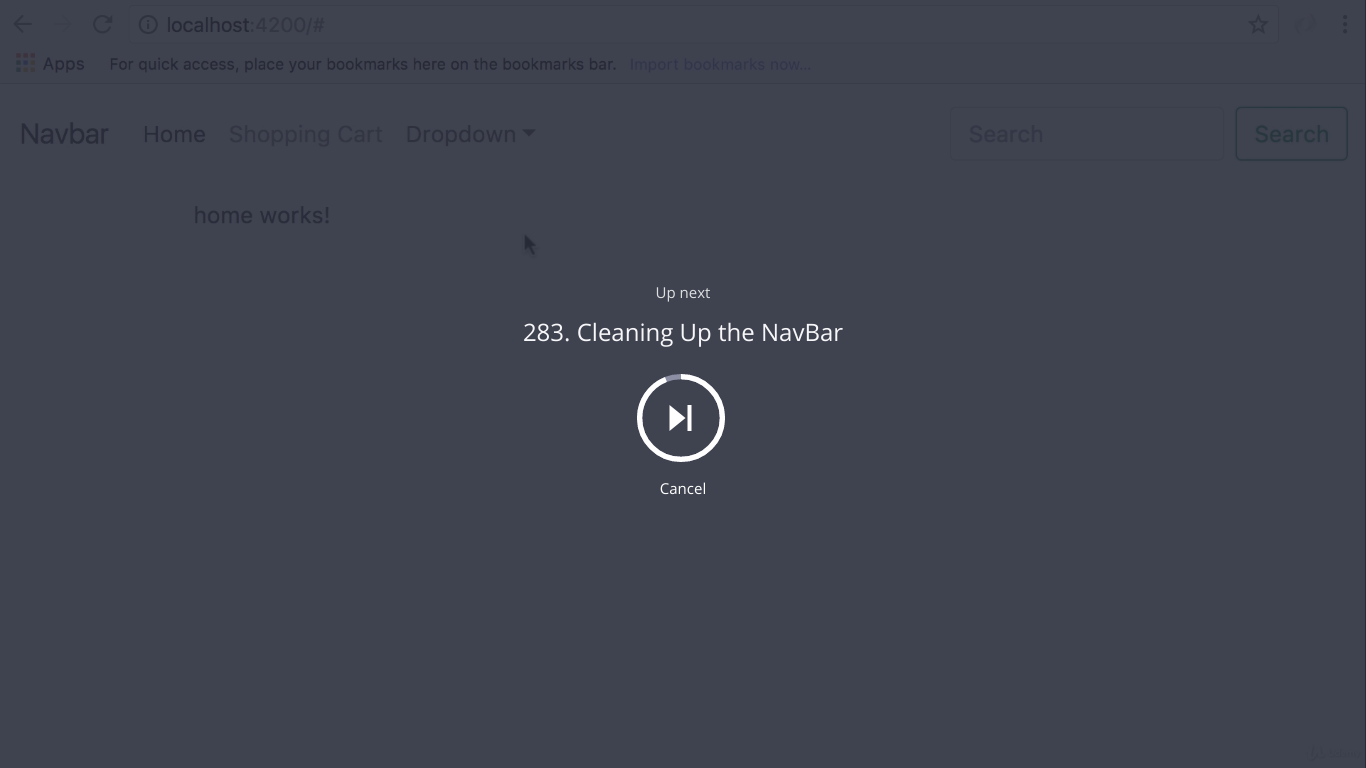 localhost:4200/#
Apps For quick access, place your bookmarks here on the bookmarks bar. Import bookmarks now...
Navbar Home Shopping Cart Dropdown Search Search
home works!
Up next
283. Cleaning Up the NavBar
Cancel